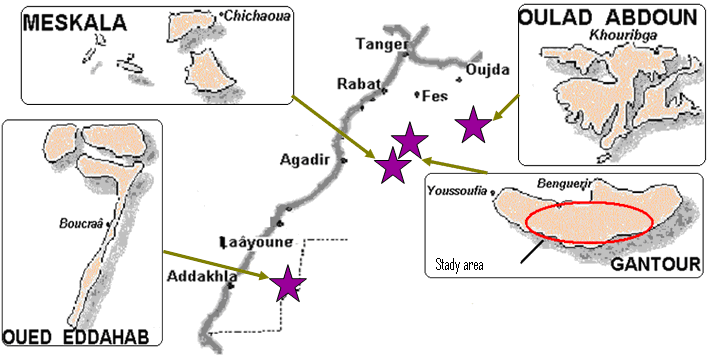 MESKALA
Chichaoua
OULAD ABDOUN
Khouribga
Tanger
Oujda
Rabat
Fes
Agadir
Youssoufia
Benguerir
Stady area
GANTOUR
Boucraâ
Laâyoune
Addakhla
OUED EDDAHAB